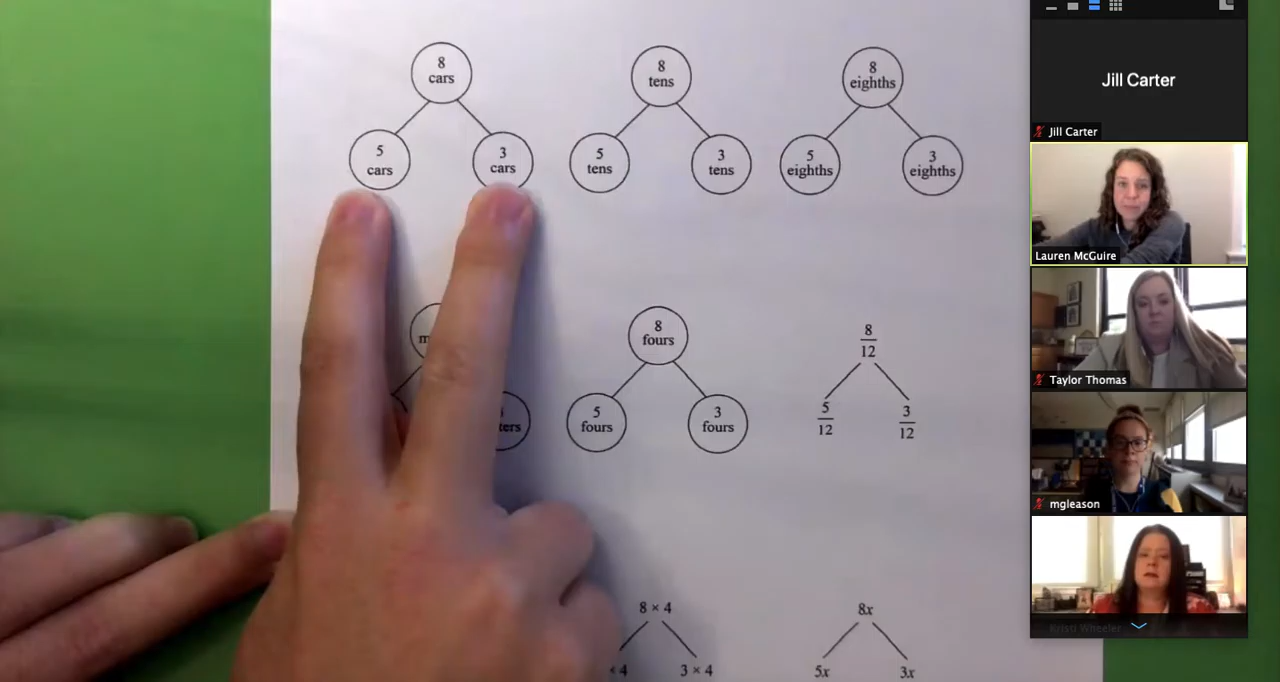 8
cars
5
cars
3
cars
8
tens
5
tens
3
tens
8
eighths
5
eighths
3
eighths
8
fours
5
fours
3
fours
8
12
5
12
3
12
8 × 4
3 × 4
8x
5x
3x
Jill Carter
Jill Carter
Lauren McGuire
Taylor Thomas
mgleason
Kristi Wheeler